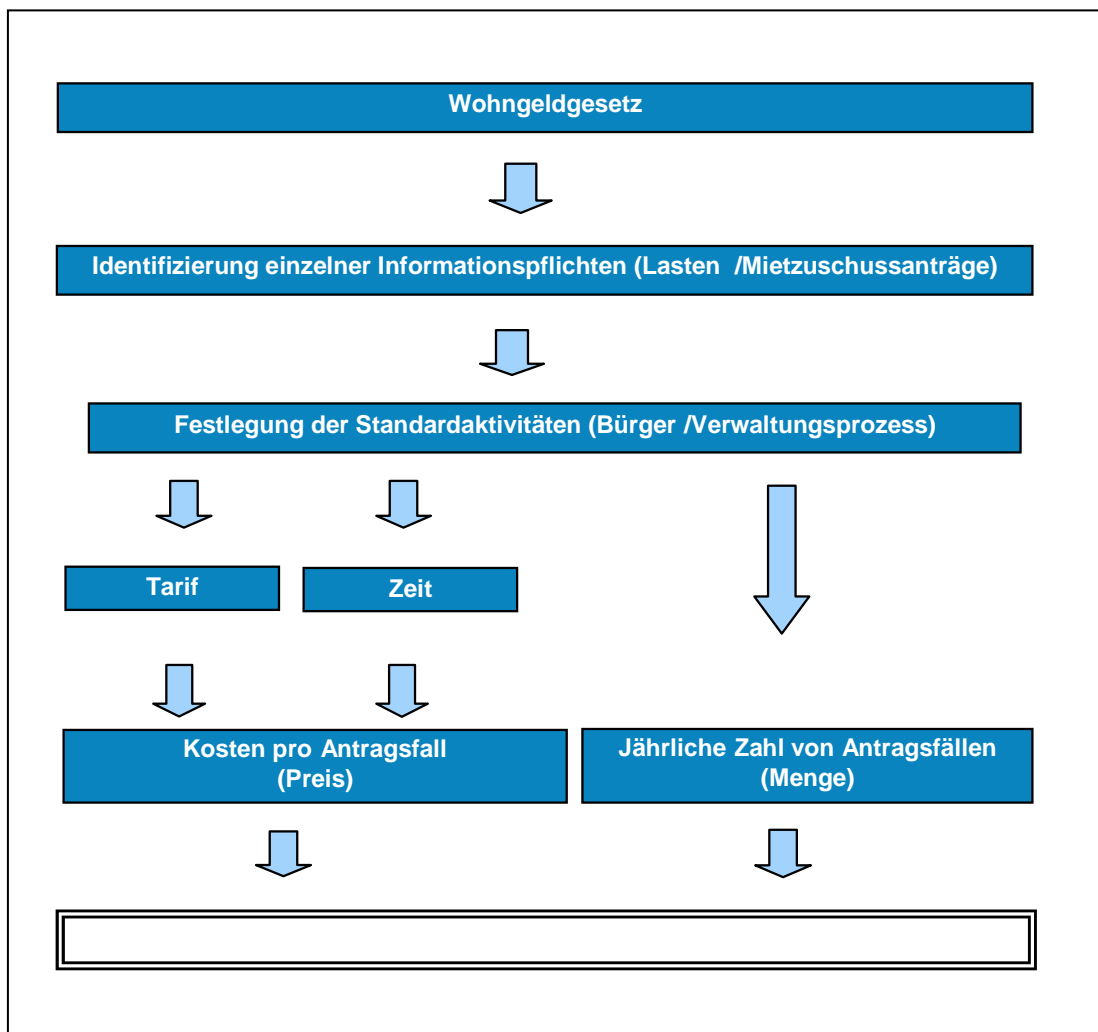 Wohngeldgesetz
Identifizierung einzelner Informationspflichten (Lasten /Mietzuschussanträge)
Festlegung der Standardaktivitäten (Bürger /Verwaltungsprozess)
Tarif
Zeit
Kosten pro Antragsfall
(Preis)
Jährliche Zahl von Antragsfällen
(Menge)